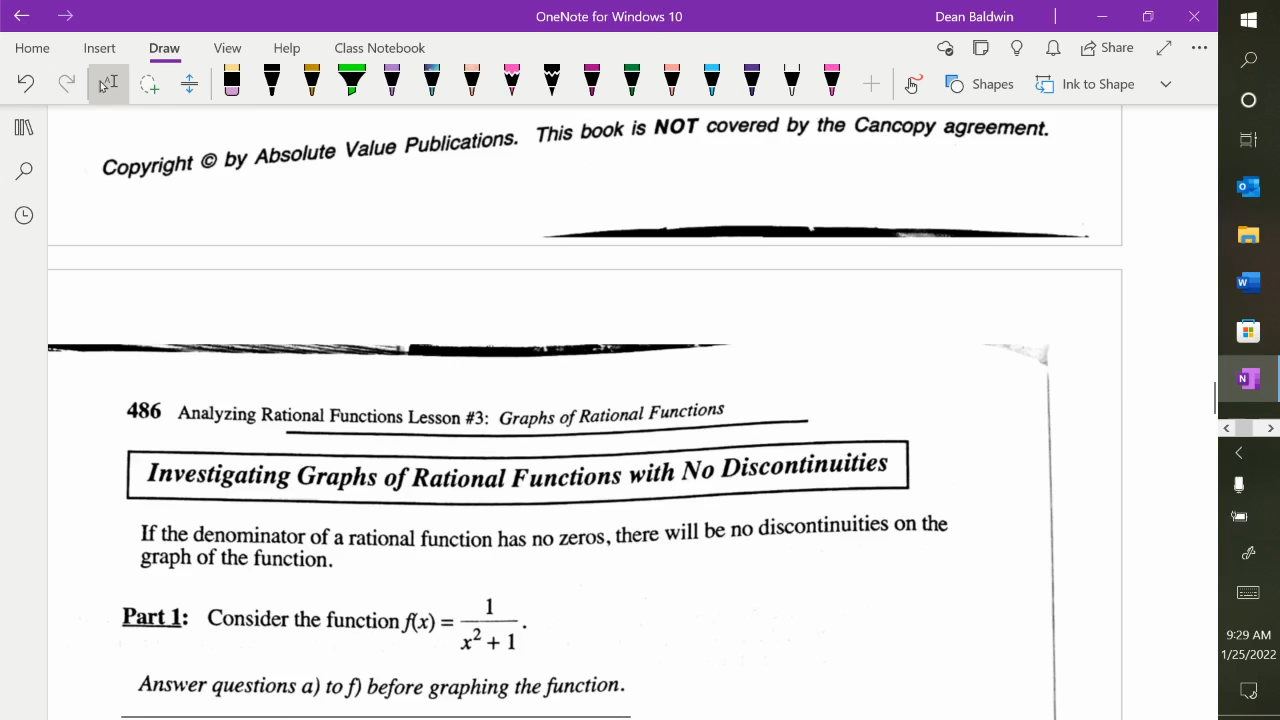 OneNote for Windows 10
Dean Baldwin
Home Insert Draw View Help Class Notebook
Share
Shapes
Ink to Shape
Copyright © by Absolute Value Publications. This book is NOT covered by the Cancopy agreement.
486 Analyzing Rational Functions Lesson #3: Graphs of Rational Functions
Investigating Graphs of Rational Functions with No Discontinuities
If the denominator of a rational function has no zeros, there will be no discontinuities on the
graph of the function.
Part 1: Consider the function f(x) = 1 / (x² + 1).
Answer questions a) to f) before graphing the function.
9:29 AM
1/25/2022